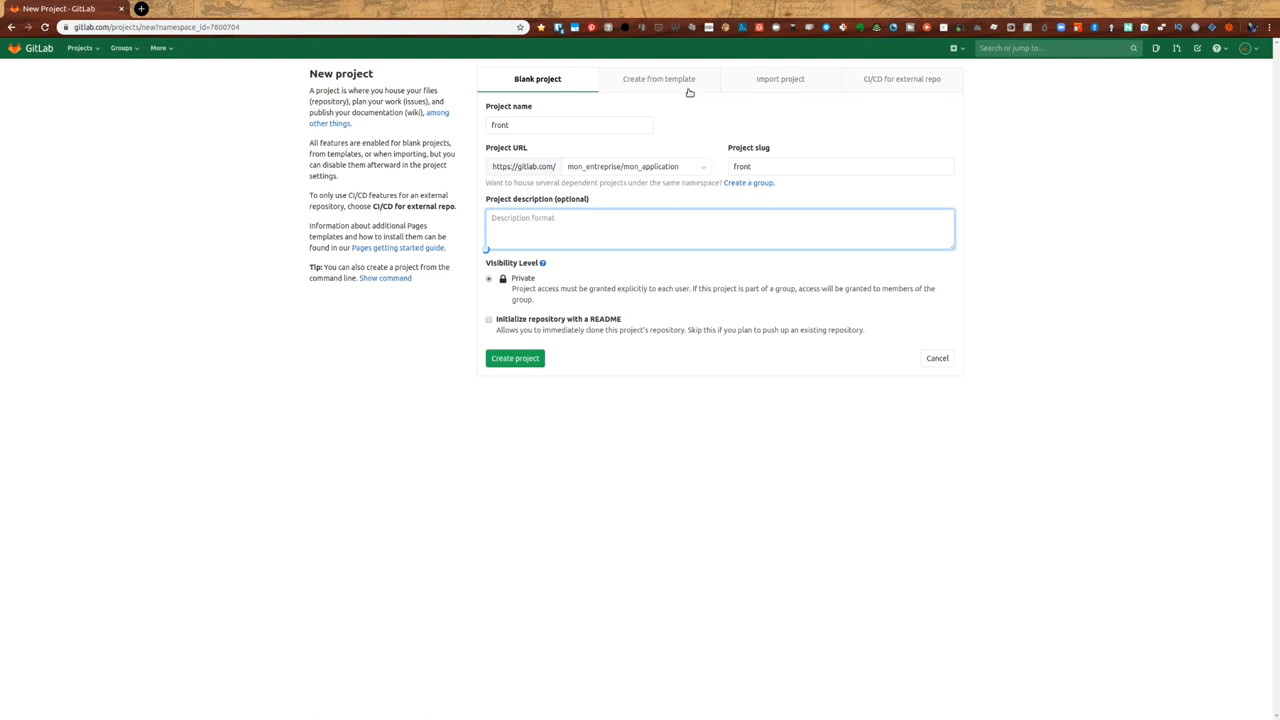 New Project · GitLab
gitlab.com/projects/new?namespace_id=7600704
GitLab Projects Groups More Search or jump to...
New project
A project is where you house your files
(repository), plan your work (issues), and
publish your documentation (wiki), among
other things.
All features are enabled for blank projects,
from templates, or when importing, but you
can disable them afterward in the project
settings.
To only use CI/CD features for an external
repository, choose CI/CD for external repo.
Information about additional Pages
templates and how to install them can be
found in our Pages getting started guide.
Tip: You can also create a project from the
command line. Show command
Blank project Create from template Import project CI/CD for external repo
Project name
front
Project URL Project slug
https://gitlab.com/ mon_entreprise/mon_application front
Want to house several dependent projects under the same namespace? Create a group.
Project description (optional)
Description format
Visibility Level
Private
Project access must be granted explicitly to each user. If this project is part of a group, access will be granted to members of the
group.
Initialize repository with a README
Allows you to immediately clone this project's repository. Skip this if you plan to push up an existing repository.
Create project Cancel